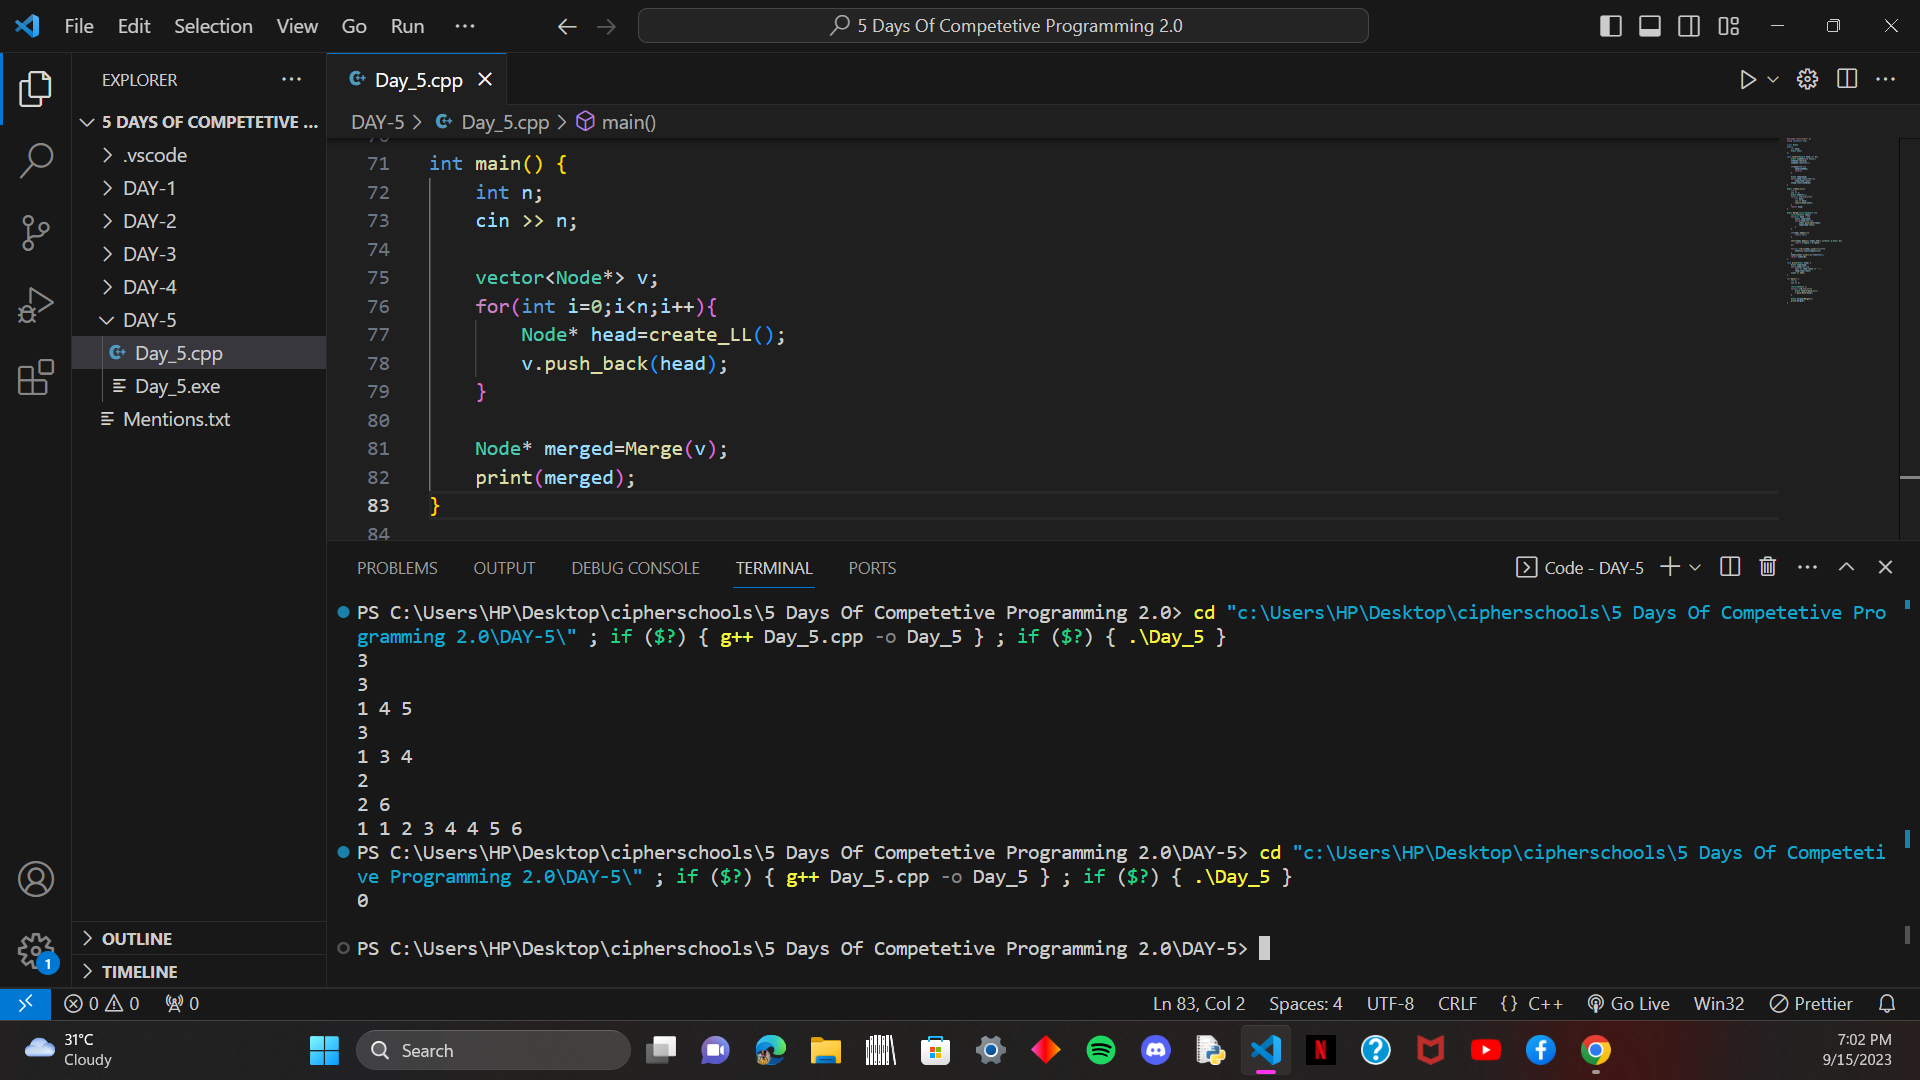 File Edit Selection View Go Run ···
5 Days Of Competetive Programming 2.0
EXPLORER
5 DAYS OF COMPETETIVE ...
.vscode
DAY-1
DAY-2
DAY-3
DAY-4
DAY-5
Day_5.cpp
Day_5.exe
Mentions.txt
OUTLINE
TIMELINE
Day_5.cpp
DAY-5 > Day_5.cpp > main()
71 int main() {
72 int n;
73 cin >> n;
74
75 vector<Node*> v;
76 for(int i=0;i<n;i++){
77 Node* head=create_LL();
78 v.push_back(head);
79 }
80
81 Node* merged=Merge(v);
82 print(merged);
83 }
84
PROBLEMS OUTPUT DEBUG CONSOLE TERMINAL PORTS
Code - DAY-5
PS C:\Users\HP\Desktop\cipherschools\5 Days Of Competetive Programming 2.0> cd "c:\Users\HP\Desktop\cipherschools\5 Days Of Competetive Pro
gramming 2.0\DAY-5\" ; if ($?) { g++ Day_5.cpp -o Day_5 } ; if ($?) { .\Day_5 }
3
3
1 4 5
3
1 3 4
2
2 6
1 1 2 3 4 4 5 6
PS C:\Users\HP\Desktop\cipherschools\5 Days Of Competetive Programming 2.0\DAY-5> cd "c:\Users\HP\Desktop\cipherschools\5 Days Of Competeti
ve Programming 2.0\DAY-5\" ; if ($?) { g++ Day_5.cpp -o Day_5 } ; if ($?) { .\Day_5 }
0
PS C:\Users\HP\Desktop\cipherschools\5 Days Of Competetive Programming 2.0\DAY-5>
1
0 0 0
Ln 83, Col 2 Spaces: 4 UTF-8 CRLF {} C++ Go Live Win32 Prettier
31°C
Cloudy
Search
N
7:02 PM
9/15/2023